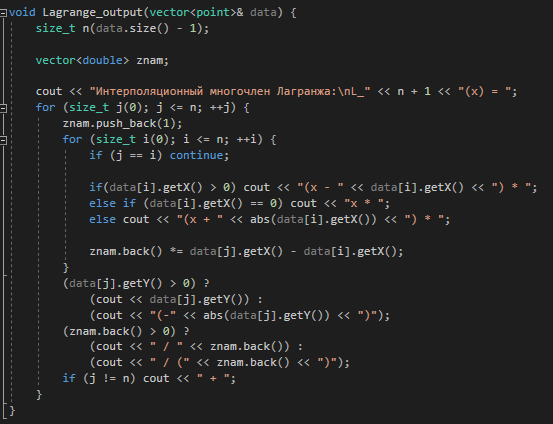 void Lagrange_output(vector<point>& data) {
size_t n(data.size() - 1);
vector<double> znam;
cout << "Интерполяционный многочлен Лагранжа:\nL_" << n + 1 << "(x) = ";
for (size_t j(0); j <= n; ++j) {
znam.push_back(1);
for (size_t i(0); i <= n; ++i) {
if (j == i) continue;
if(data[i].getX() > 0) cout << "(x - " << data[i].getX() << ") * ";
else if (data[i].getX() == 0) cout << "x * ";
else cout << "(x + " << abs(data[i].getX()) << ") * ";
znam.back() *= data[j].getX() - data[i].getX();
}
(data[j].getY() > 0) ?
(cout << data[j].getY()) :
(cout << "(-" << abs(data[j].getY()) << ")");
(znam.back() > 0) ?
(cout << " / " << znam.back()) :
(cout << " / (" << znam.back() << ")");
if (j != n) cout << " + ";
}
}